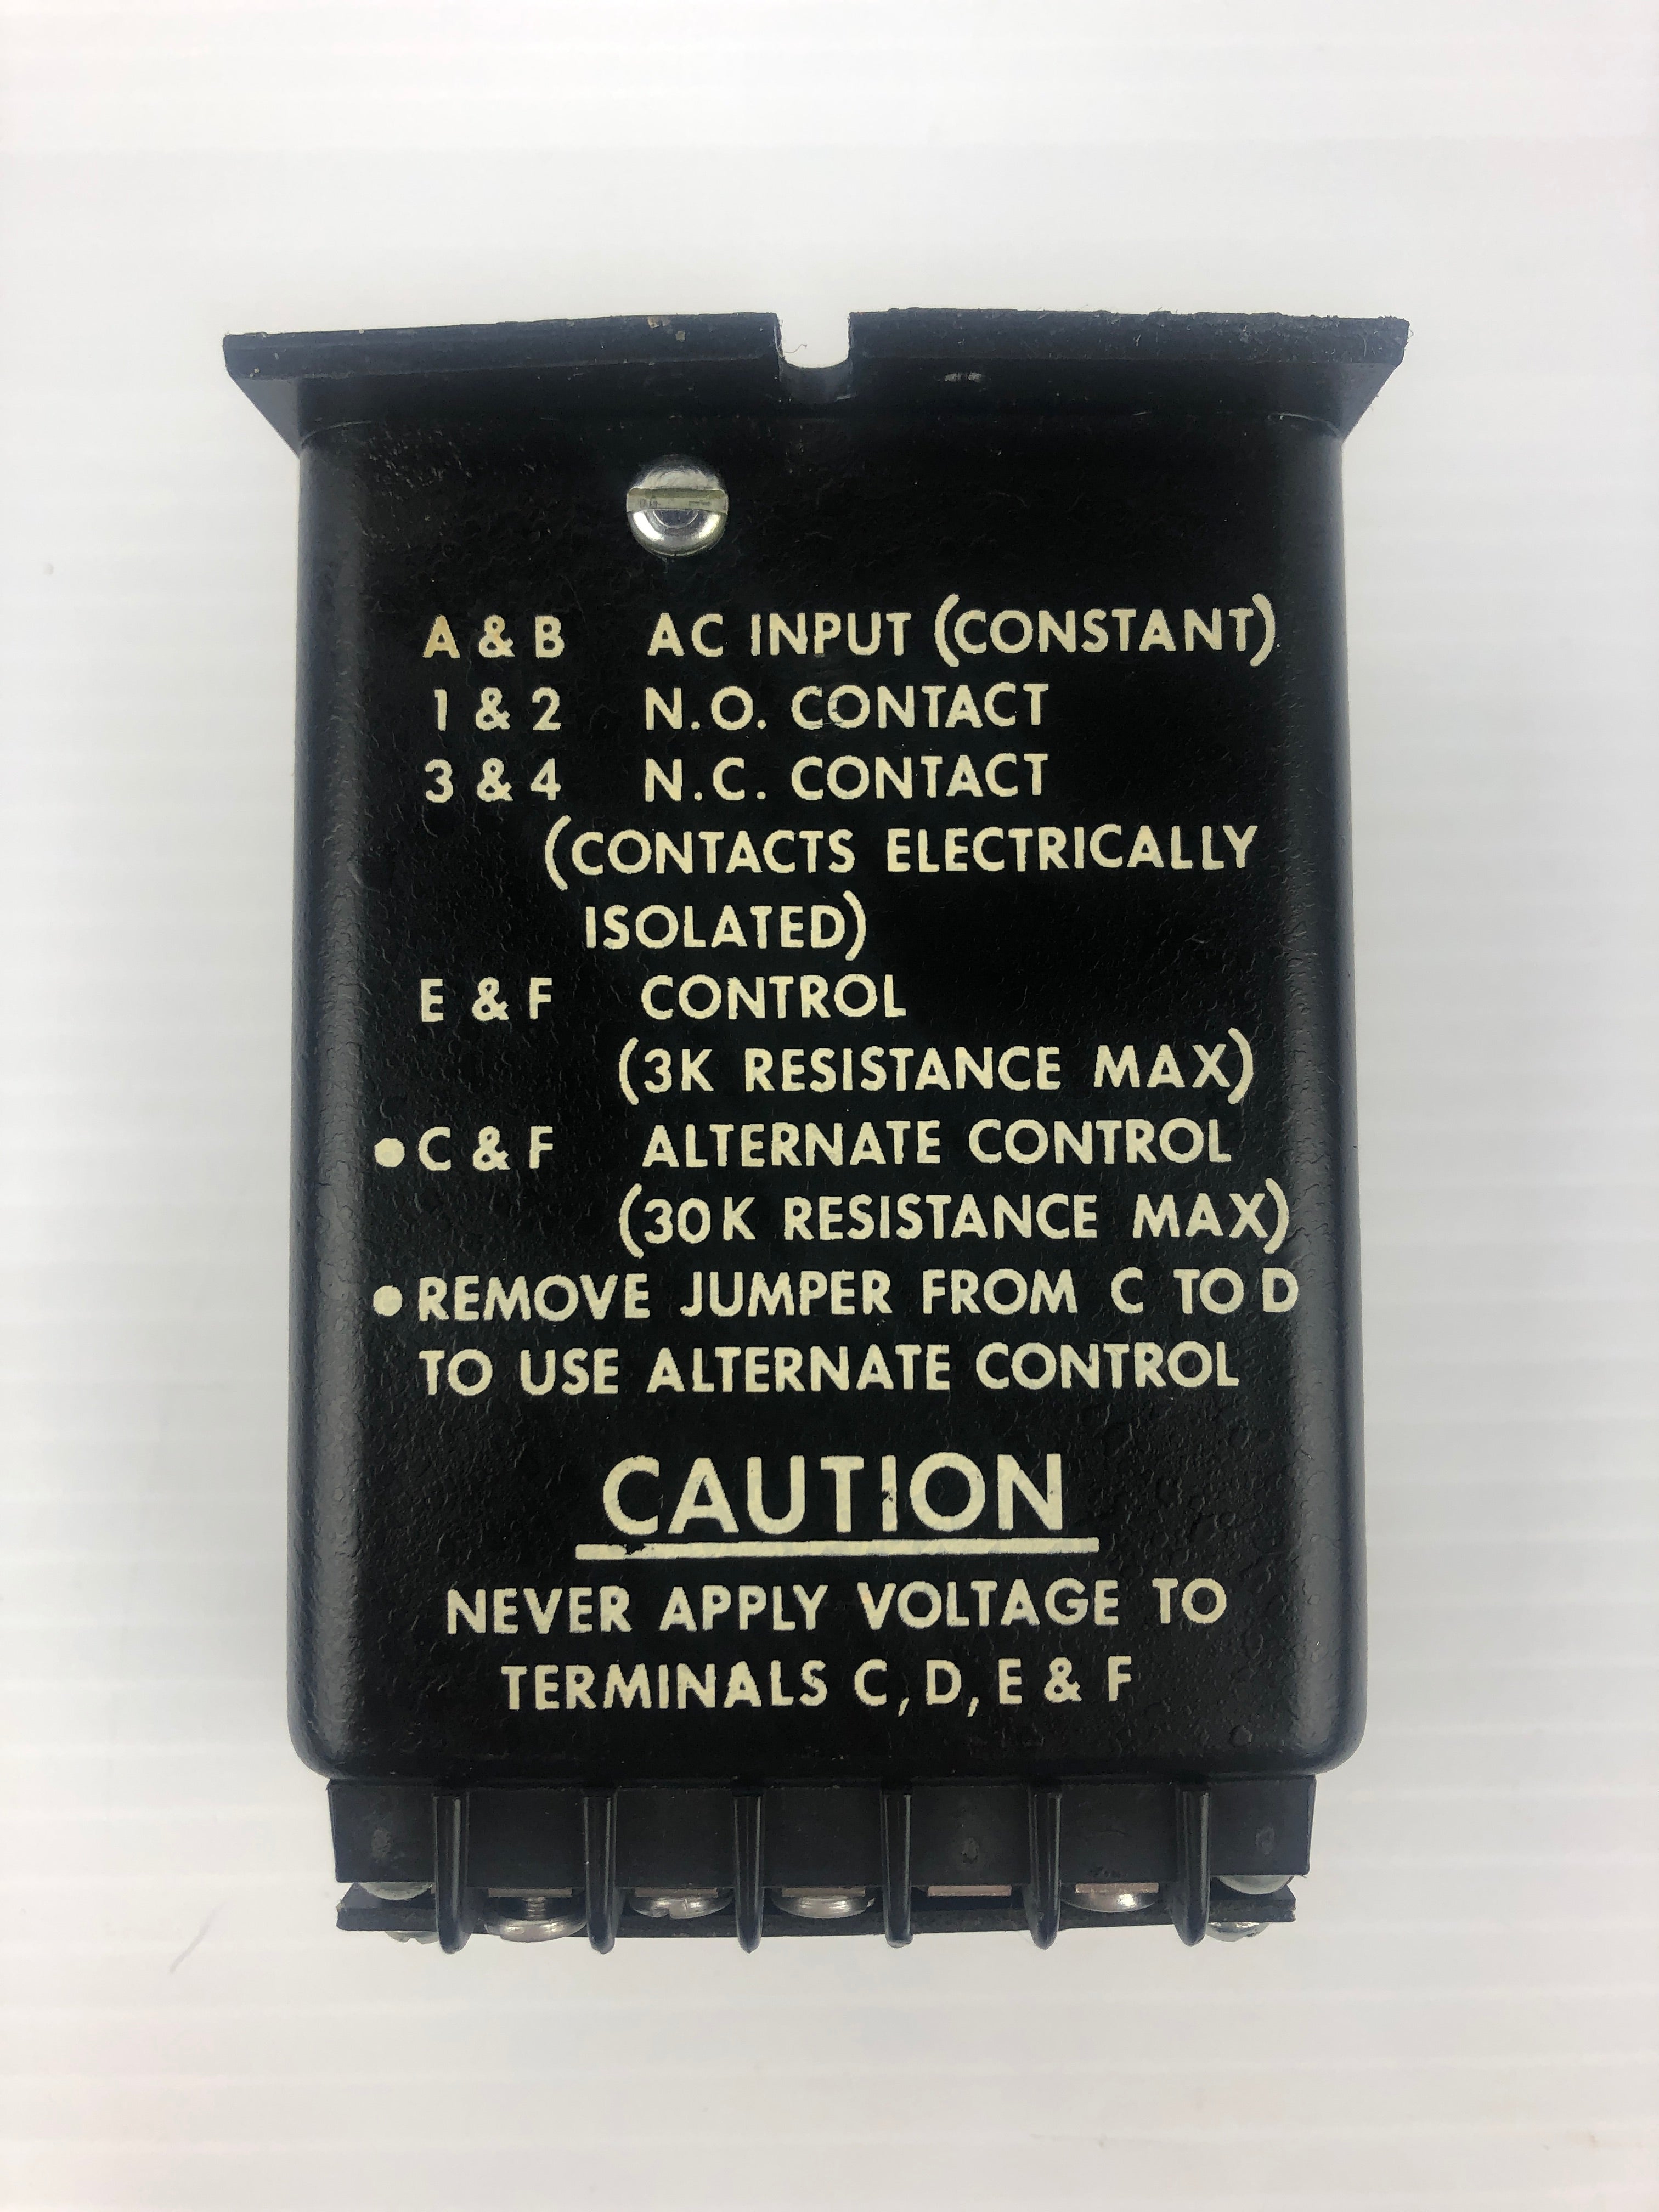 A & B AC INPUT (CONSTANT)
1 & 2 N.O. CONTACT
3 & 4 N.C. CONTACT
(CONTACTS ELECTRICALLY
ISOLATED)
E & F CONTROL
(3K RESISTANCE MAX)
• C & F ALTERNATE CONTROL
(30K RESISTANCE MAX)
• REMOVE JUMPER FROM C TO D
TO USE ALTERNATE CONTROL
CAUTION
NEVER APPLY VOLTAGE TO
TERMINALS C, D, E & F